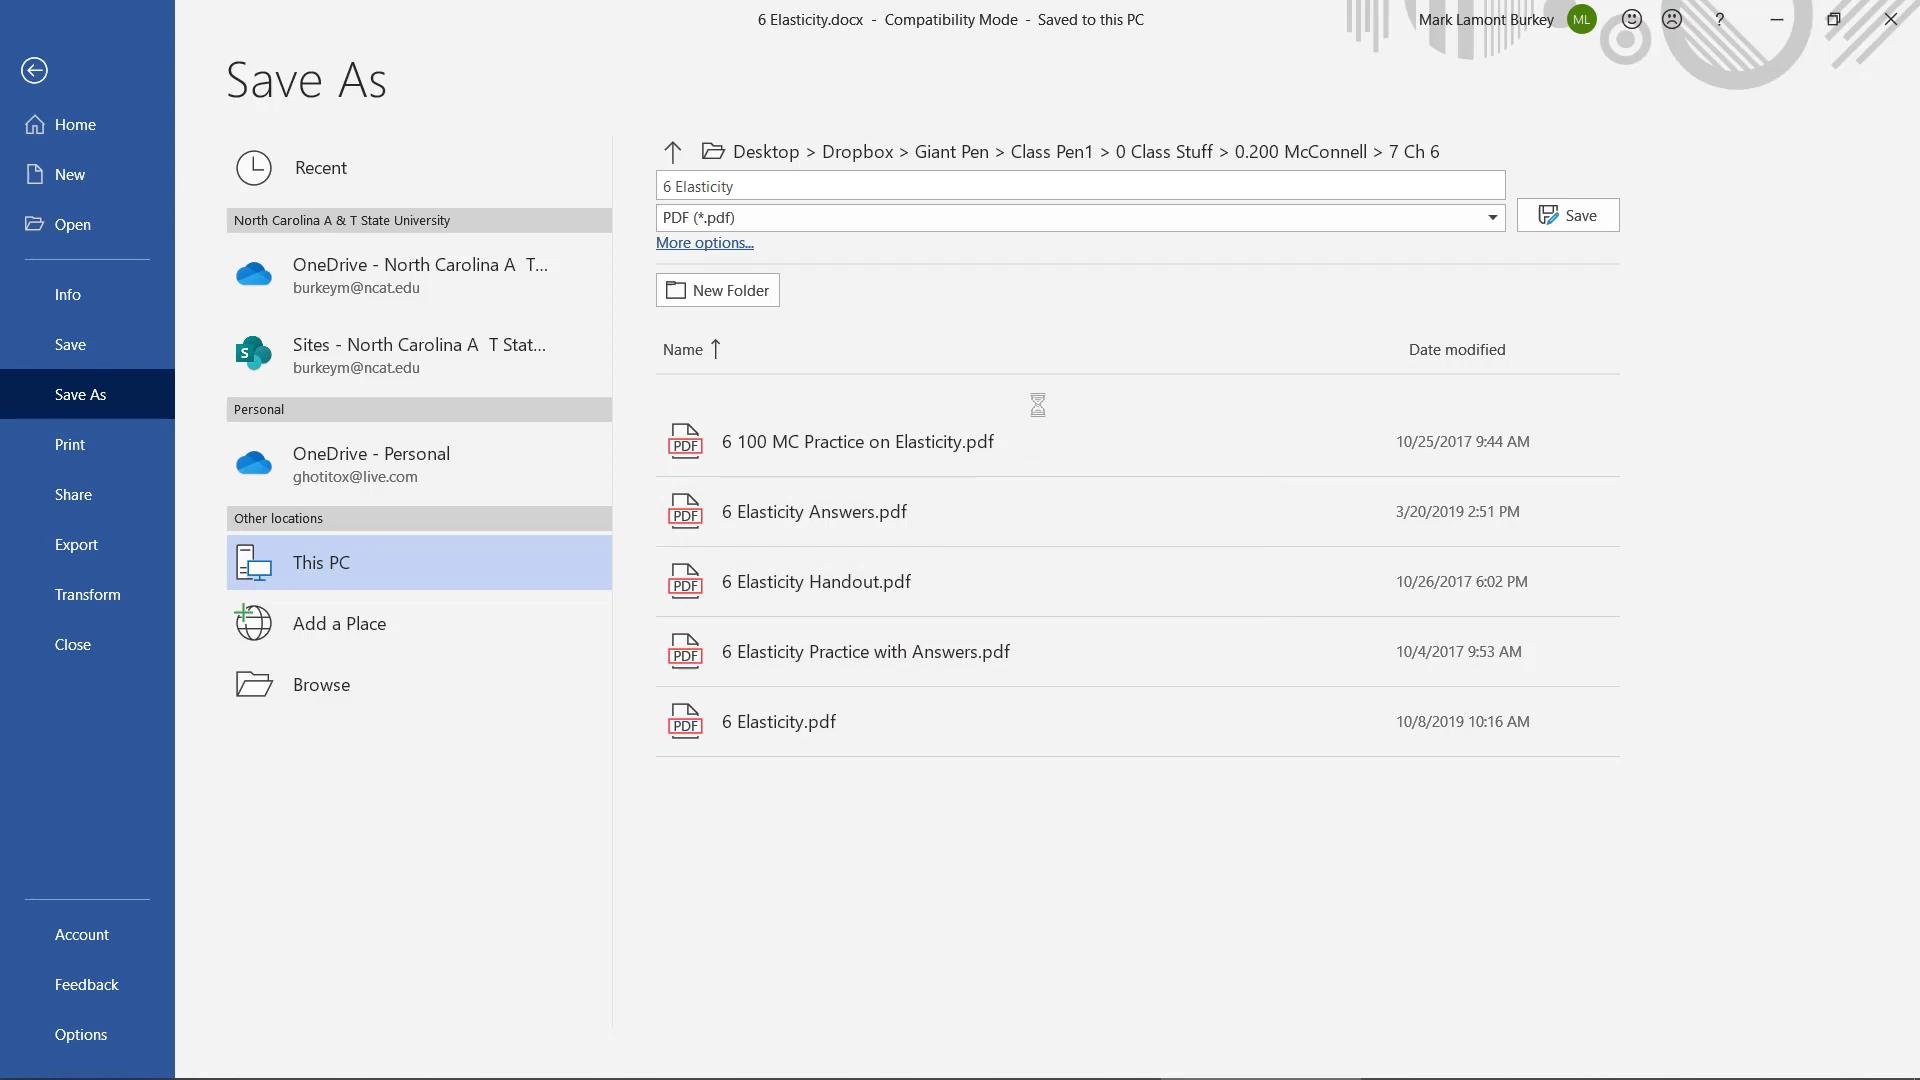 6 Elasticity.docx - Compatibility Mode - Saved to this PC
Mark Lamont Burkey
ML
?
Home
New
Open
Info
Save
Save As
Print
Share
Export
Transform
Close
Account
Feedback
Options
Save As
Recent
North Carolina A & T State University
OneDrive - North Carolina A T...
burkeym@ncat.edu
S
Sites - North Carolina A T Stat...
burkeym@ncat.edu
Personal
OneDrive - Personal
ghotitox@live.com
Other locations
This PC
Add a Place
Browse
Desktop > Dropbox > Giant Pen > Class Pen1 > 0 Class Stuff > 0.200 McConnell > 7 Ch 6
6 Elasticity
PDF (*.pdf)
Save
More options...
New Folder
Name
Date modified
PDF 6 100 MC Practice on Elasticity.pdf 10/25/2017 9:44 AM
PDF 6 Elasticity Answers.pdf 3/20/2019 2:51 PM
PDF 6 Elasticity Handout.pdf 10/26/2017 6:02 PM
PDF 6 Elasticity Practice with Answers.pdf 10/4/2017 9:53 AM
PDF 6 Elasticity.pdf 10/8/2019 10:16 AM